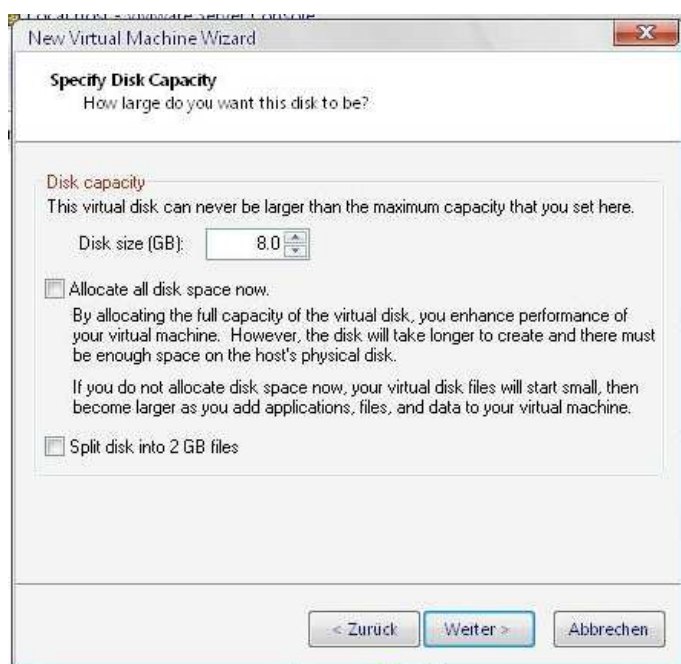 Local host - VMware Server Console
New Virtual Machine Wizard
Specify Disk Capacity
How large do you want this disk to be?
Disk capacity
This virtual disk can never be larger than the maximum capacity that you set here.
Disk size (GB): 8.0
Allocate all disk space now.
By allocating the full capacity of the virtual disk, you enhance performance of
your virtual machine. However, the disk will take longer to create and there must
be enough space on the host's physical disk.
If you do not allocate disk space now, your virtual disk files will start small, then
become larger as you add applications, files, and data to your virtual machine.
Split disk into 2 GB files
< Zurück Weiter > Abbrechen